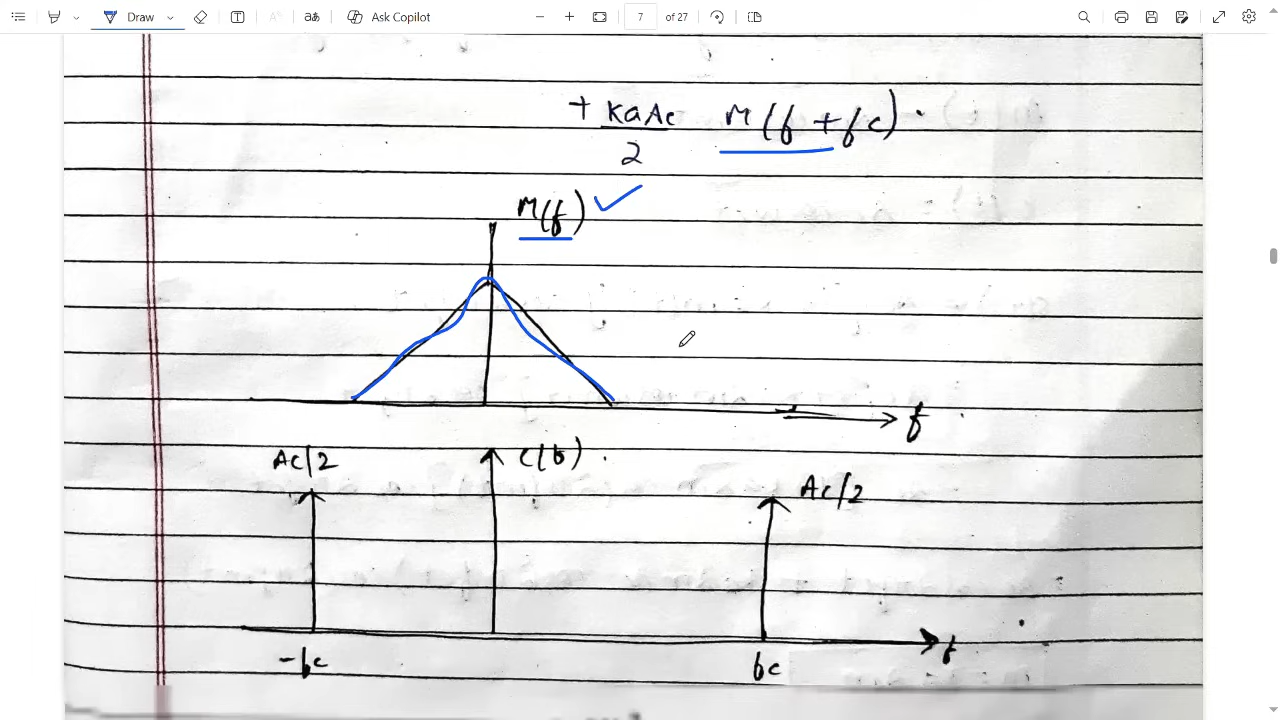 Draw
Ask Copilot
7 of 27
+ KaAc/2 M(f + fc).
M(f)
f
Ac/2 C(f). Ac/2
f
-fc fc